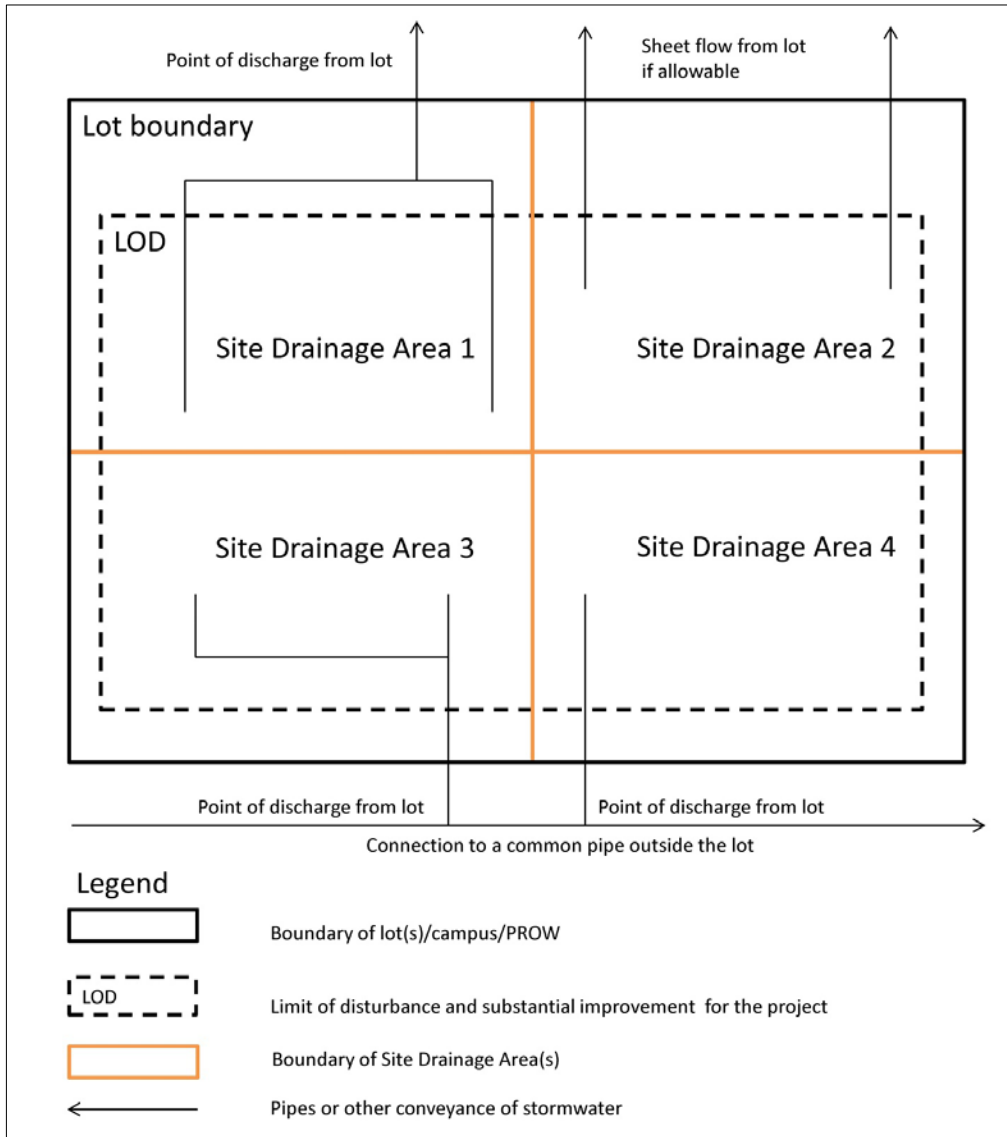 Point of discharge from lot
Sheet flow from lot
if allowable
Lot boundary
LOD
Site Drainage Area 1
Site Drainage Area 2
Site Drainage Area 3
Site Drainage Area 4
Point of discharge from lot
Point of discharge from lot
Connection to a common pipe outside the lot
Legend
Boundary of lot(s)/campus/PROW
LOD
Limit of disturbance and substantial improvement for the project
Boundary of Site Drainage Area(s)
Pipes or other conveyance of stormwater